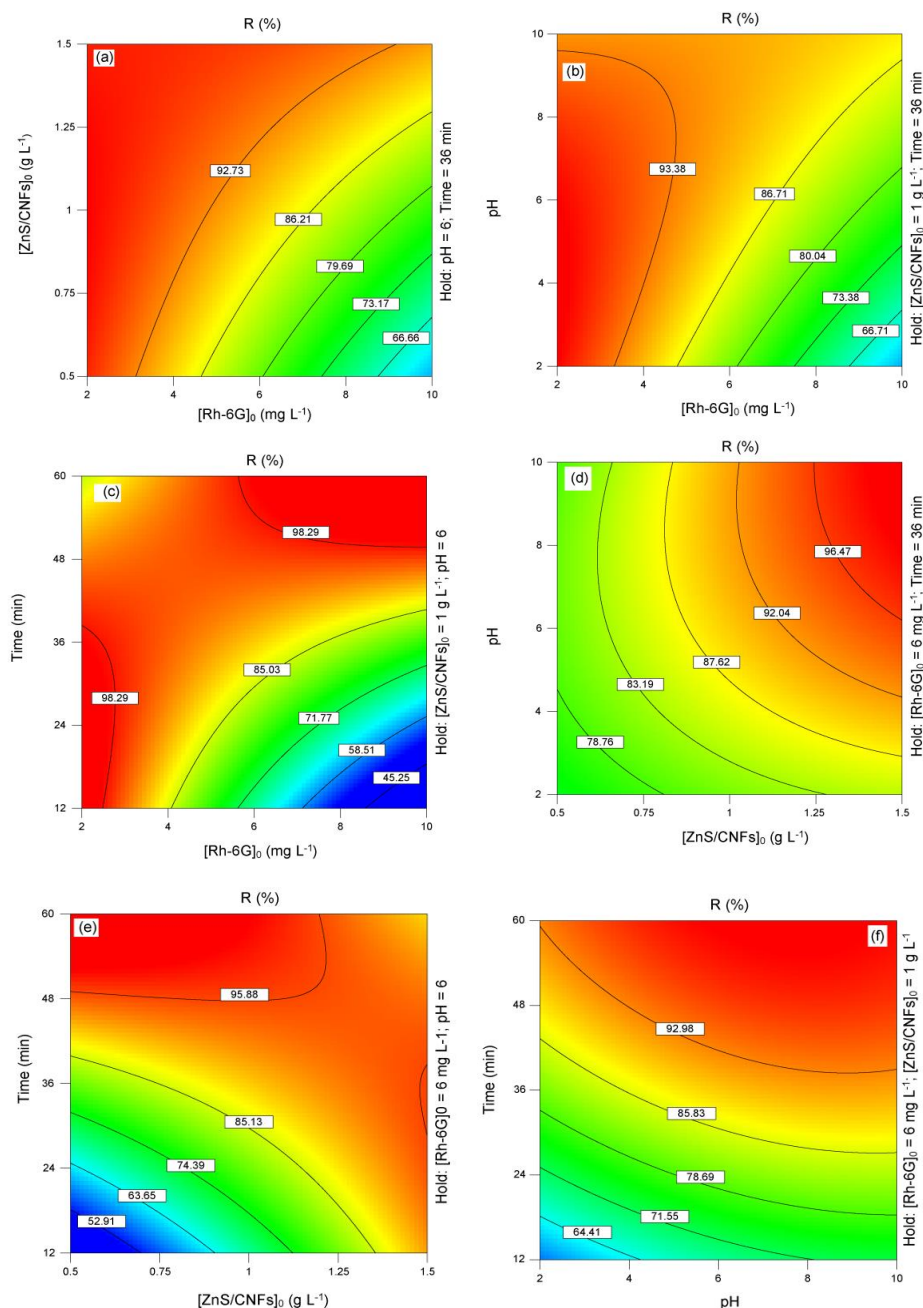 R (%)
(a)
1.5
1.25
1
0.75
0.5
[ZnS/CNFs]₀ (g L⁻¹)
92.73
86.21
79.69
73.17
66.66
2 4 6 8 10
[Rh-6G]₀ (mg L⁻¹)
Hold: pH = 6; Time = 36 min
R (%)
(b)
10
8
6
4
2
pH
93.38
86.71
80.04
73.38
66.71
2 4 6 8 10
[Rh-6G]₀ (mg L⁻¹)
Hold: [ZnS/CNFs]₀ = 1 g L⁻¹; Time = 36 min
R (%)
(c)
60
48
36
24
12
Time (min)
98.29
98.29
85.03
71.77
58.51
45.25
2 4 6 8 10
[Rh-6G]₀ (mg L⁻¹)
Hold: [ZnS/CNFs]₀ = 1 g L⁻¹; pH = 6
R (%)
(d)
10
8
6
4
2
pH
96.47
92.04
87.62
83.19
78.76
0.5 0.75 1 1.25 1.5
[ZnS/CNFs]₀ (g L⁻¹)
Hold: [Rh-6G]₀ = 6 mg L⁻¹; Time = 36 min
R (%)
(e)
60
48
36
24
12
Time (min)
95.88
85.13
74.39
63.65
52.91
0.5 0.75 1 1.25 1.5
[ZnS/CNFs]₀ (g L⁻¹)
Hold: [Rh-6G]0 = 6 mg L-1; pH = 6
R (%)
(f)
60
48
36
24
12
Time (min)
92.98
85.83
78.69
71.55
64.41
2 4 6 8 10
pH
Hold: [Rh-6G]₀ = 6 mg L⁻¹; [ZnS/CNFs]₀ = 1 g L⁻¹